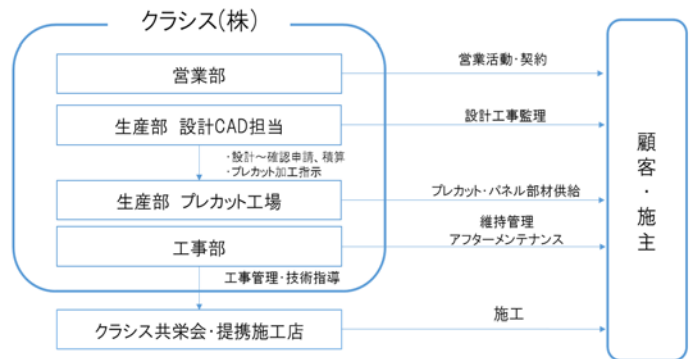 クラシス(株)
営業部
営業活動・契約
生産部 設計CAD担当
設計工事監理
・設計～確認申請、積算
・プレカット加工指示
生産部 プレカット工場
プレカット・パネル部材供給
工事部
維持管理
アフターメンテナンス
工事管理・技術指導
クラシス共栄会・提携施工店
施工
顧客・施主